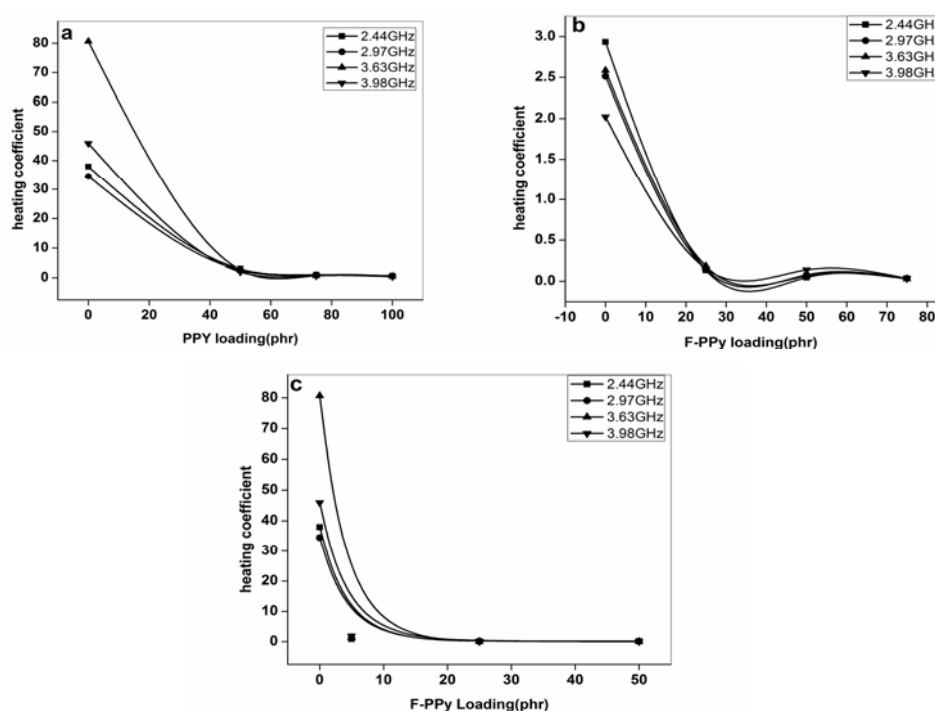 a
2.44GHz
2.97GHz
3.63GHz
3.98GHz
80
70
60
50
40
30
20
10
0
heating coefficient
0 20 40 60 80 100
PPY loading(phr)
b
2.44GH
2.97GH
3.63GH
3.98GH
3.0
2.5
2.0
1.5
1.0
0.5
0.0
heating coefficient
-10 0 10 20 30 40 50 60 70 80
F-PPy loading(phr)
c
2.44GHz
2.97GHz
3.63GHz
3.98GHz
80
70
60
50
40
30
20
10
0
heating coefficient
0 10 20 30 40 50
F-PPy Loading(phr)